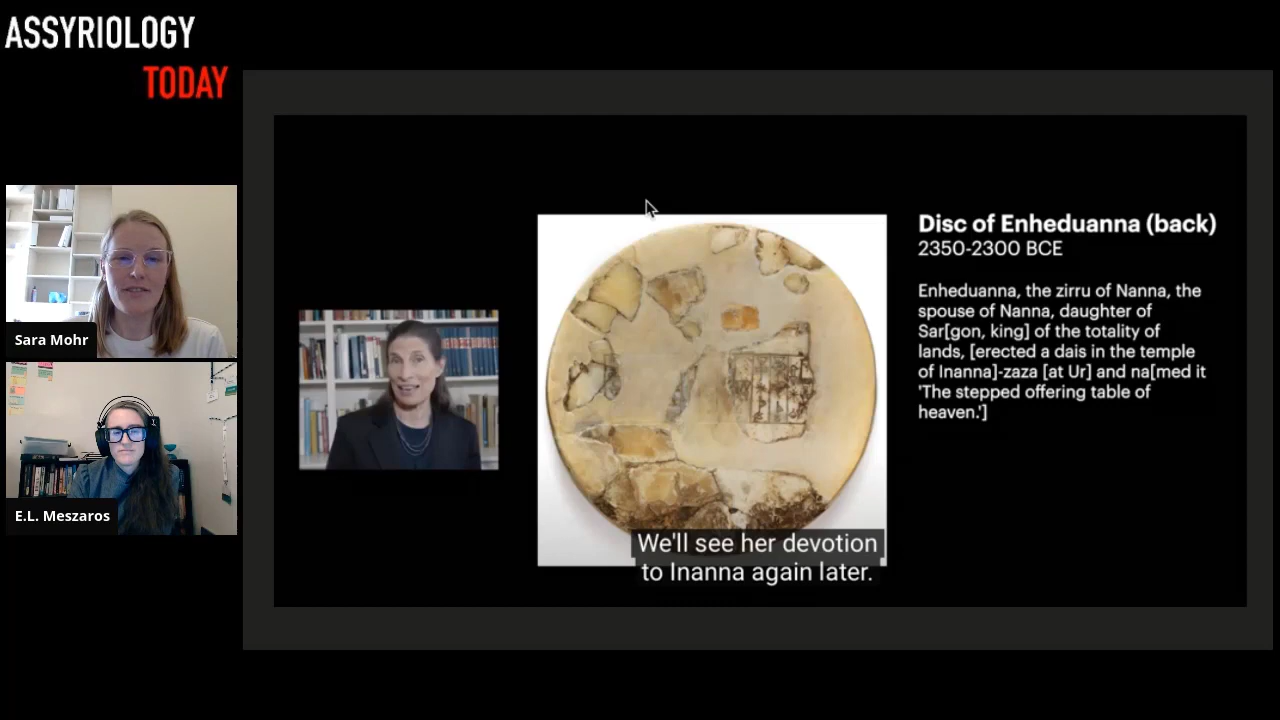 ASSYRIOLOGY
TODAY
Sara Mohr
E.L. Meszaros
Disc of Enheduanna (back)
2350-2300 BCE
Enheduanna, the zirru of Nanna, the
spouse of Nanna, daughter of
Sar[gon, king] of the totality of
lands, [erected a dais in the temple
of Inanna]-zaza [at Ur] and na[med it
'The stepped offering table of
heaven.']
We'll see her devotion
to Inanna again later.